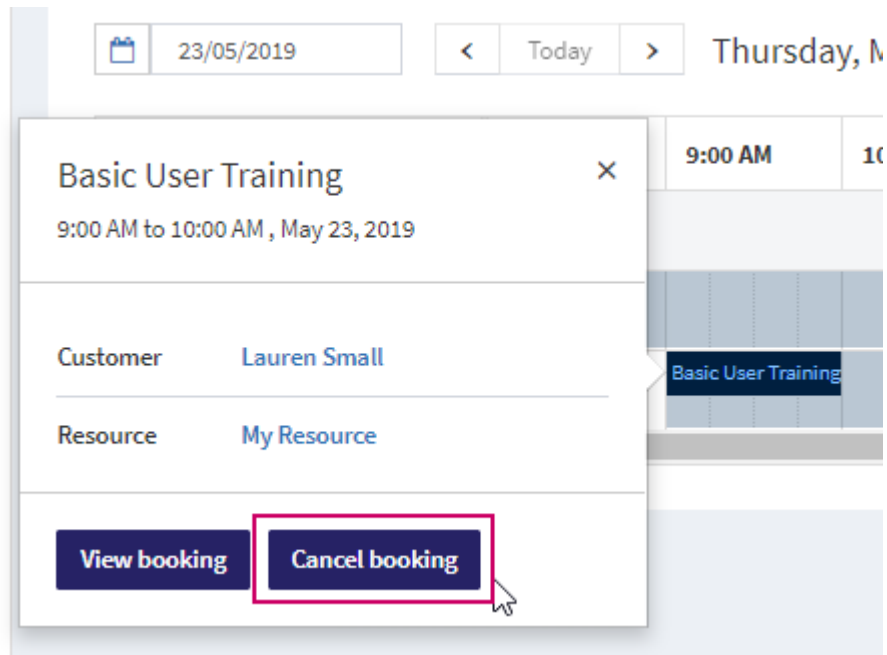 23/05/2019
Today
Thursday, M
Basic User Training
9:00 AM to 10:00 AM , May 23, 2019
Customer Lauren Small
Resource My Resource
View booking Cancel booking
9:00 AM 10
Basic User Training